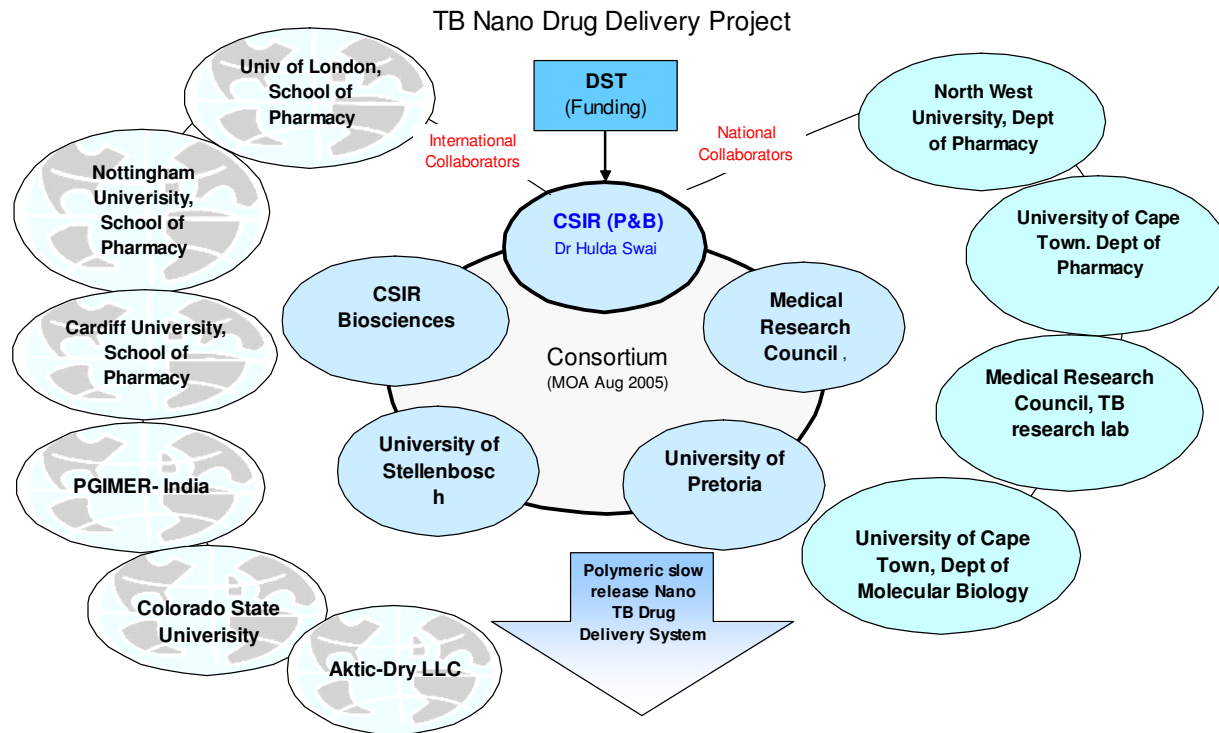 TB Nano Drug Delivery Project
Univ of London,
School of
Pharmacy
Nottingham
Univerisity,
School of
Pharmacy
Cardiff University,
School of
Pharmacy
PGIMER- India
Colorado State
Univerisity
Aktic-Dry LLC
International
Collaborators
DST
(Funding)
National
Collaborators
CSIR (P&B)
Dr Hulda Swai
CSIR
Biosciences
Medical
Research
Council ,
Consortium
(MOA Aug 2005)
University of
Stellenbosc
h
University of
Pretoria
Polymeric slow
release Nano
TB Drug
Delivery System
North West
University, Dept
of Pharmacy
University of Cape
Town. Dept of
Pharmacy
Medical Research
Council, TB
research lab
University of Cape
Town, Dept of
Molecular Biology